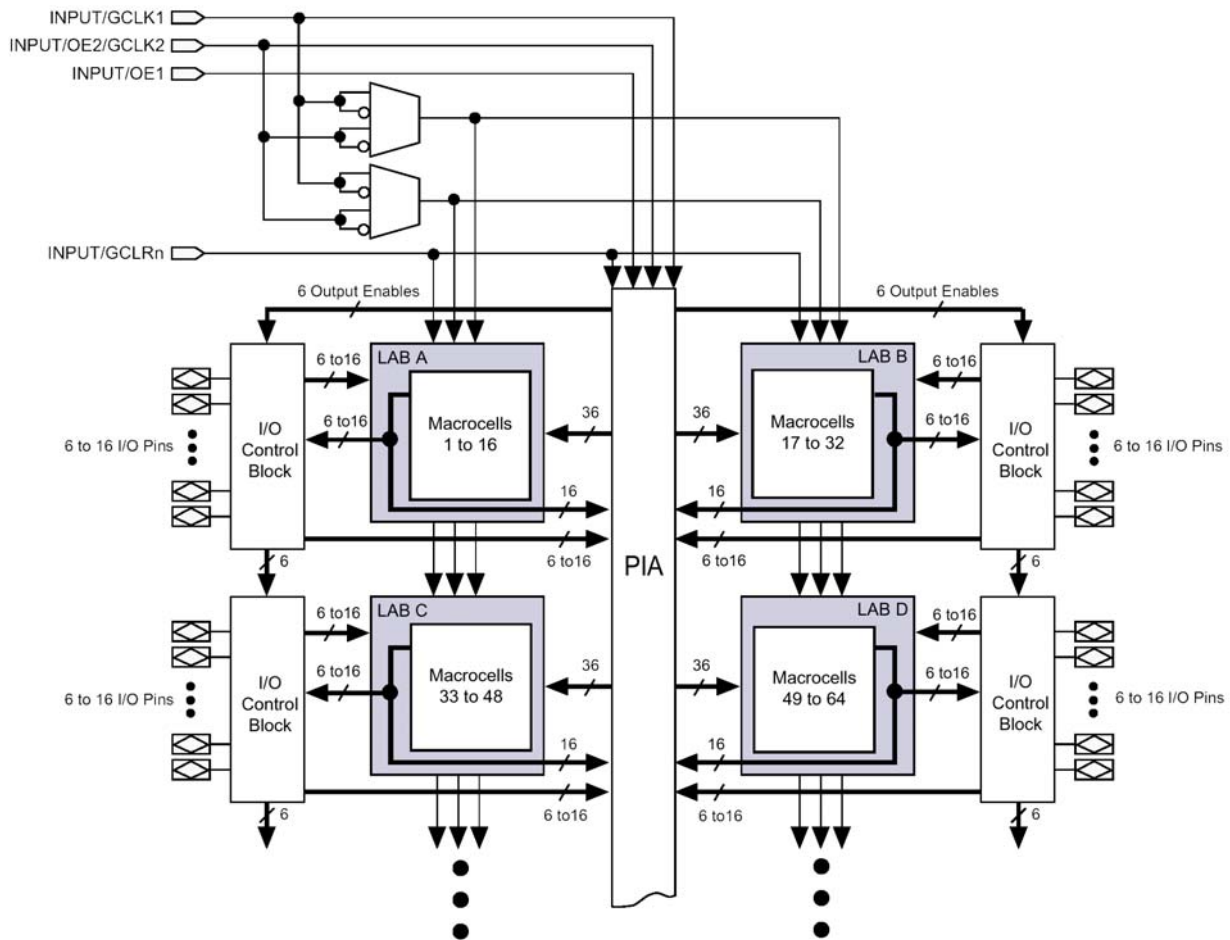 INPUT/GCLK1
INPUT/OE2/GCLK2
INPUT/OE1
INPUT/GCLRn
6 Output Enables
6 Output Enables
LAB A
LAB B
6 to16
6 to16
36
36
6 to16
6 to16
Macrocells
1 to 16
Macrocells
17 to 32
I/O
Control
Block
I/O
Control
Block
6 to 16 I/O Pins
6 to 16 I/O Pins
16
16
6 to16
6 to16
6
6
PIA
LAB C
LAB D
6 to16
6 to16
36
36
6 to16
6 to16
Macrocells
33 to 48
Macrocells
49 to 64
I/O
Control
Block
I/O
Control
Block
6 to 16 I/O Pins
6 to 16 I/O Pins
16
16
6 to16
6 to16
6
6